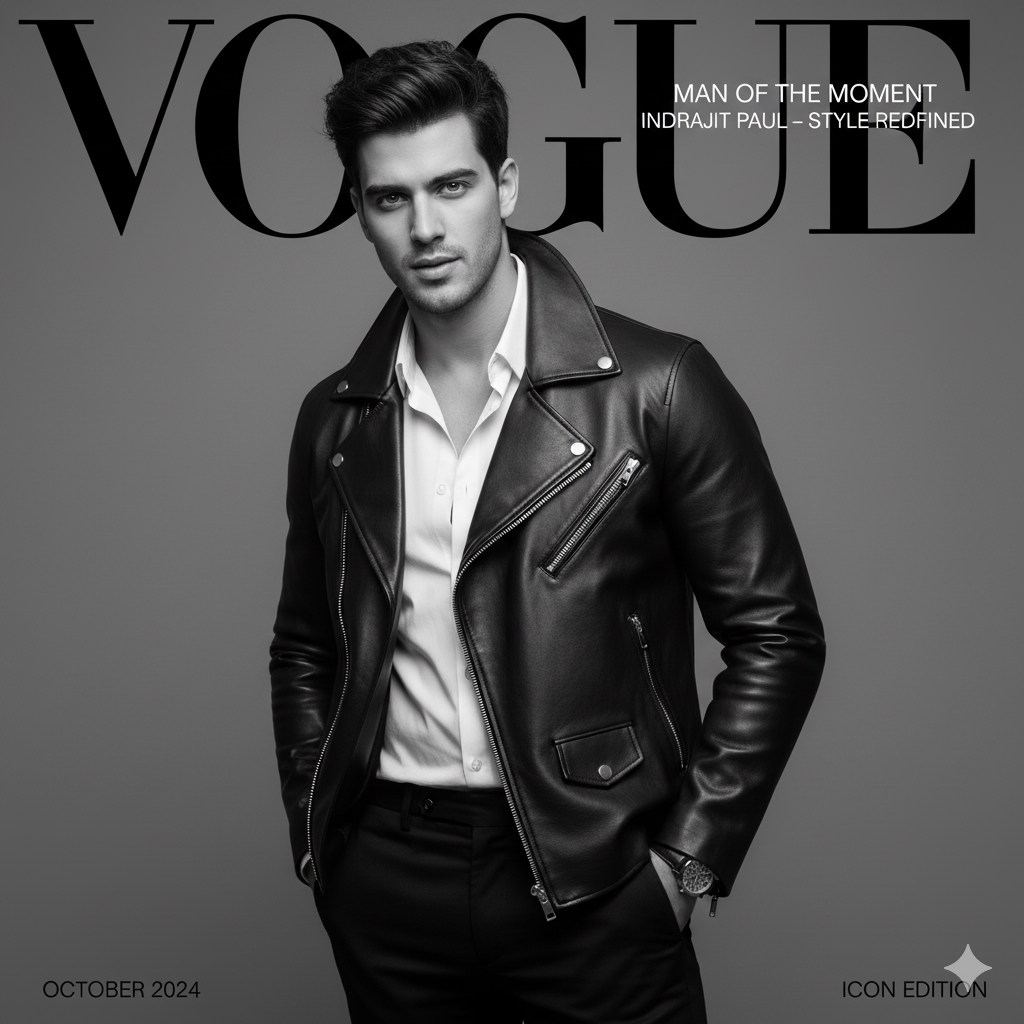 VOGUE
MAN OF THE MOMENT
INDRAJIT PAUL – STYLE REDFINED
OCTOBER 2024
ICON EDITION